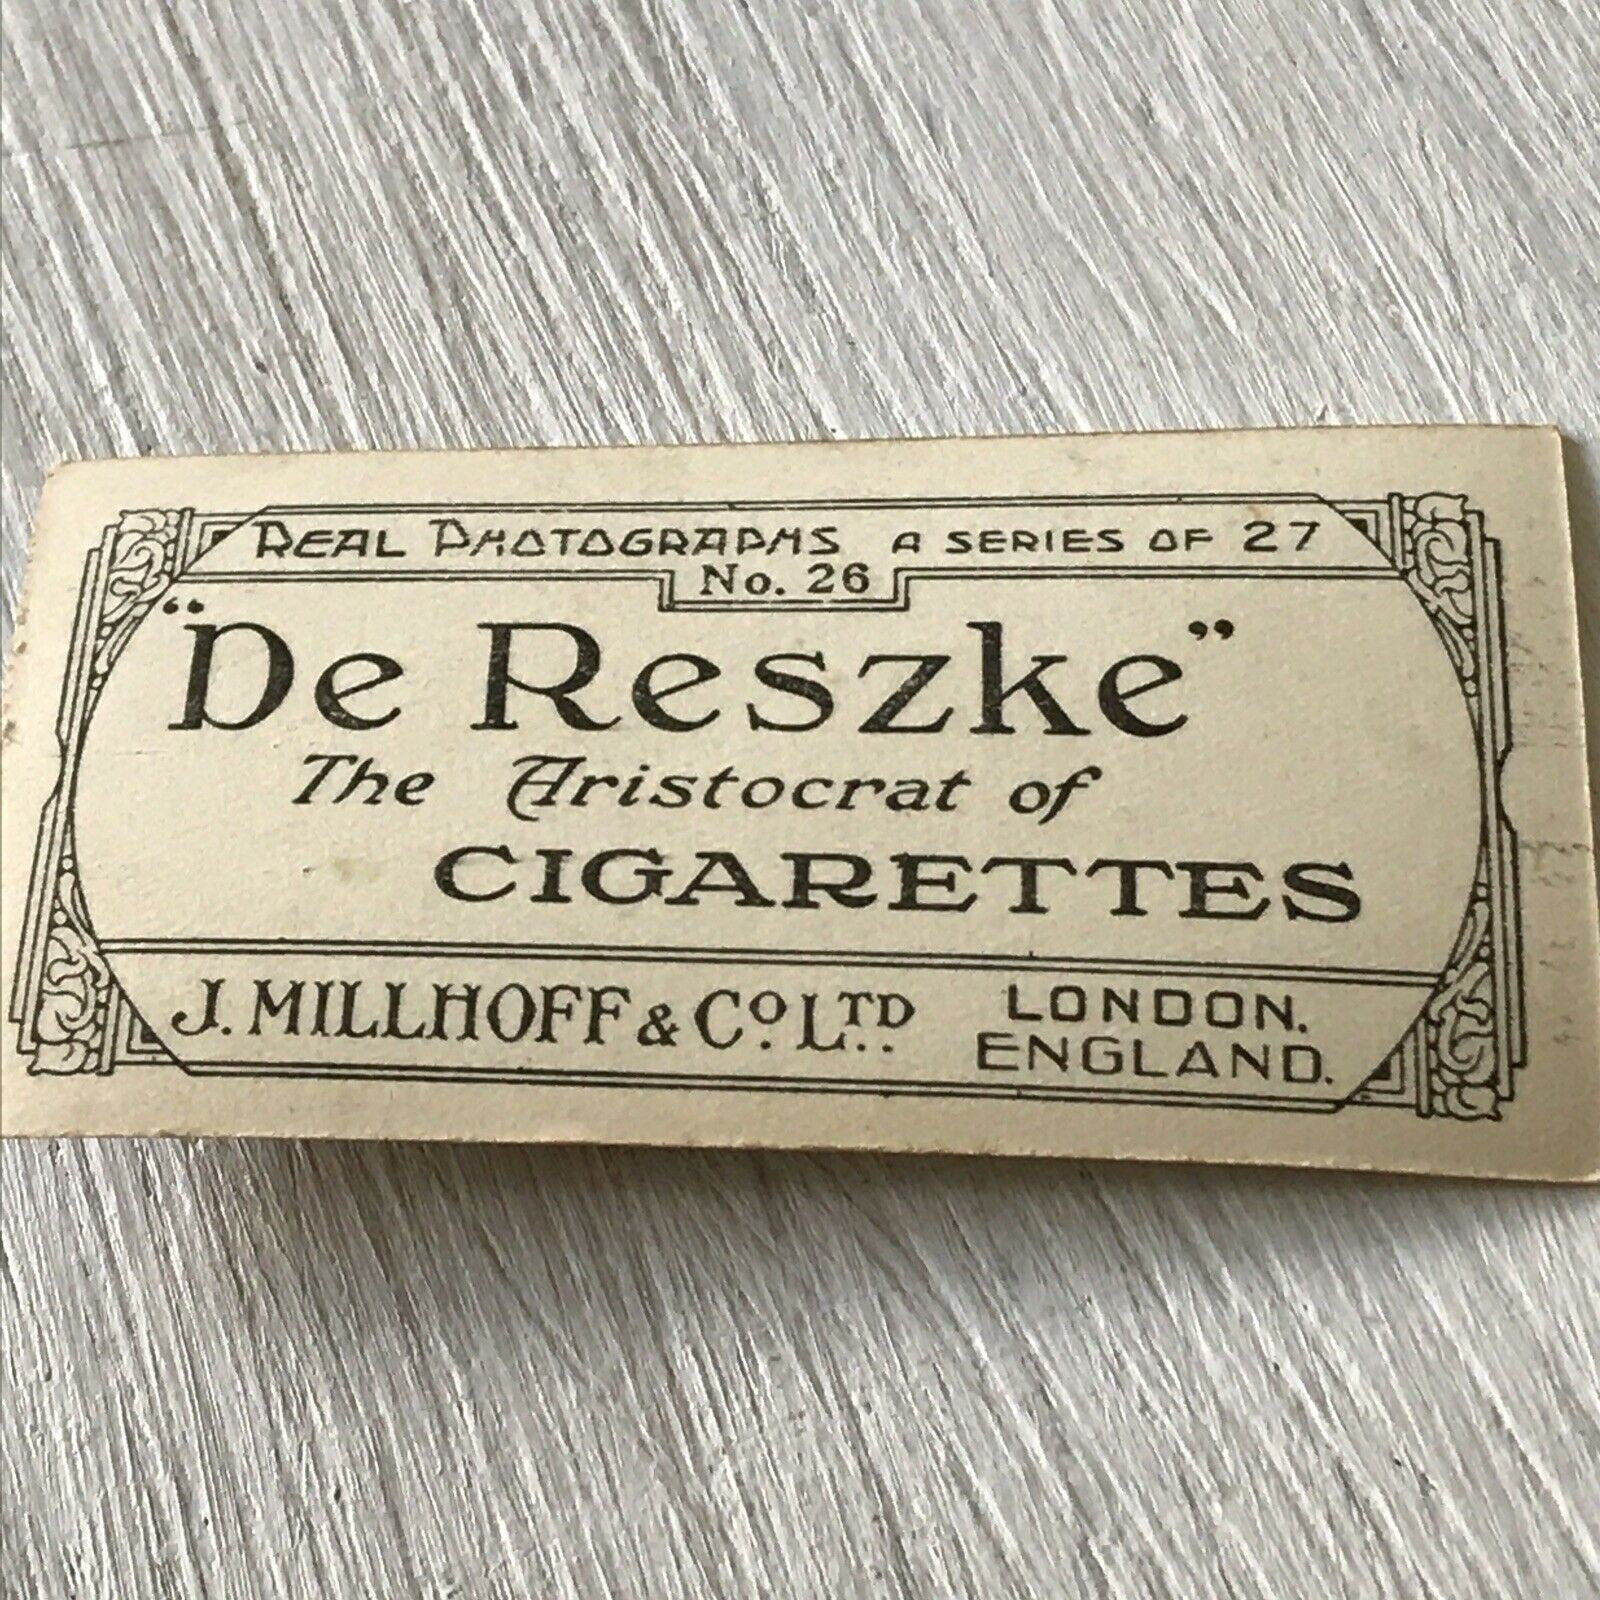 REAL PHOTOGRAPHS A SERIES OF 27
No. 26
"De Reszke"
The Aristocrat of
CIGARETTES
J. MILLHOFF & Co. LTD. LONDON.
ENGLAND.